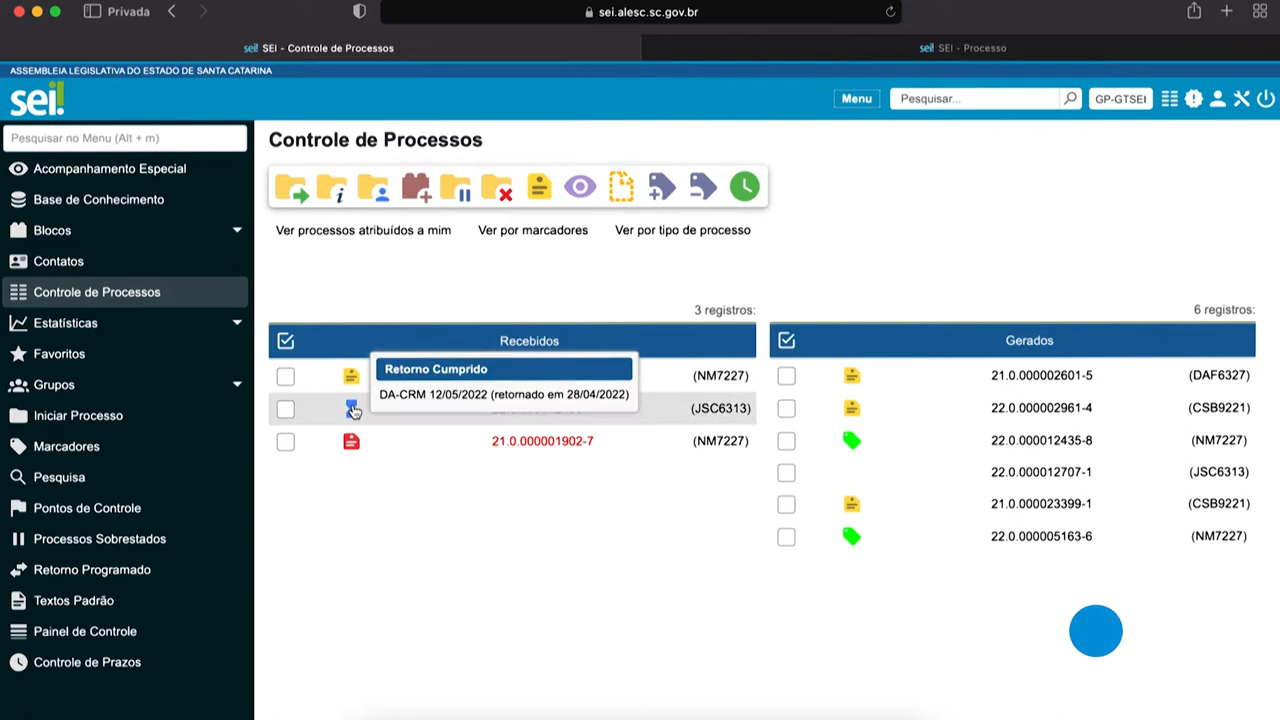 Privada
sei.alesc.sc.gov.br
sei! SEI - Controle de Processos
sei! SEI - Processo
ASSEMBLEIA LEGISLATIVA DO ESTADO DE SANTA CATARINA
sei!
Menu
Pesquisar...
GP-GTSEI
Pesquisar no Menu (Alt + m)
Acompanhamento Especial
Base de Conhecimento
Blocos
Contatos
Controle de Processos
Estatísticas
Favoritos
Grupos
Iniciar Processo
Marcadores
Pesquisa
Pontos de Controle
Processos Sobrestados
Retorno Programado
Textos Padrão
Painel de Controle
Controle de Prazos
Controle de Processos
Ver processos atribuídos a mim
Ver por marcadores
Ver por tipo de processo
3 registros:
Recebidos
Retorno Cumprido
DA-CRM 12/05/2022 (retornado em 28/04/2022)
(NM7227)
(JSC6313)
21.0.000001902-7 (NM7227)
6 registros:
Gerados
21.0.000002601-5 (DAF6327)
21.0.000002961-4 (CSB9221)
22.0.000012435-8 (NM7227)
22.0.000012707-1 (JSC6313)
21.0.000023399-1 (CSB9221)
22.0.000005163-6 (NM7227)